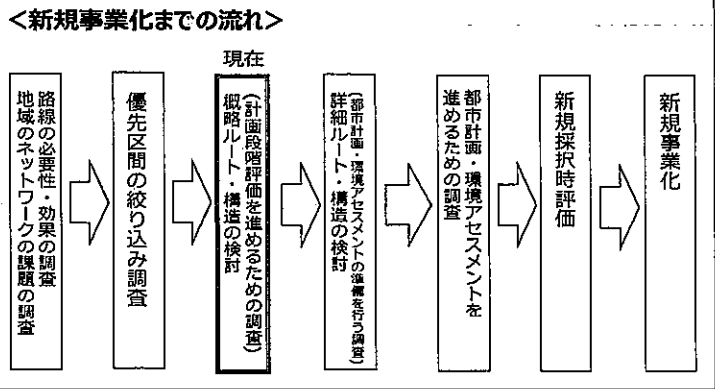 ＜新規事業化までの流れ＞
現在
路線の必要性・効果の調査
地域のネットワークの課題の調査
優先区間の絞り込み調査
(計画段階評価を進めるための調査)
概略ルート・構造の検討
(都市計画・環境アセスメントの準備を行う調査)
詳細ルート・構造の検討
都市計画・環境アセスメントを
進めるための調査
新規採択時評価
新規事業化